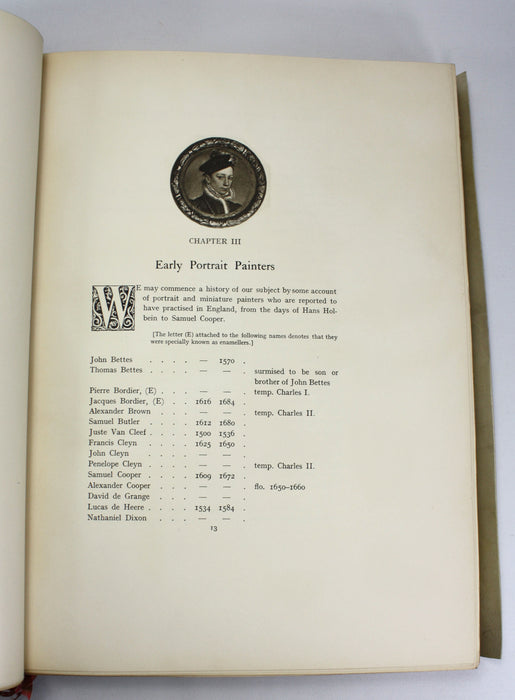 CHAPTER III
Early Portrait Painters
WE may commence a history of our subject by some account
of portrait and miniature painters who are reported to
have practised in England, from the days of Hans Hol-
bein to Samuel Cooper.
[The letter (E) attached to the following names denotes that they
were specially known as enamellers.]
John Bettes . . . . — 1570 .
Thomas Bettes . . . . — — . surmised to be son or
brother of John Bettes
Pierre Bordier, (E) . . . . — — . temp. Charles I.
Jacques Bordier, (E) . . . 1616 1684 .
Alexander Brown . . . . — — . temp. Charles II.
Samuel Butler . . . . 1612 1680 .
Juste Van Cleef . . . . 1500 1536 .
Francis Cleyn . . . . 1625 1650 .
John Cleyn . . . . — — .
Penelope Cleyn . . . . — — . temp. Charles II.
Samuel Cooper . . . . 1609 1672 .
Alexander Cooper . . . . — — . flo. 1650–1660
David de Grange . . . . — — .
Lucas de Heere . . . . 1534 1584 .
Nathaniel Dixon . . . . — — .
13